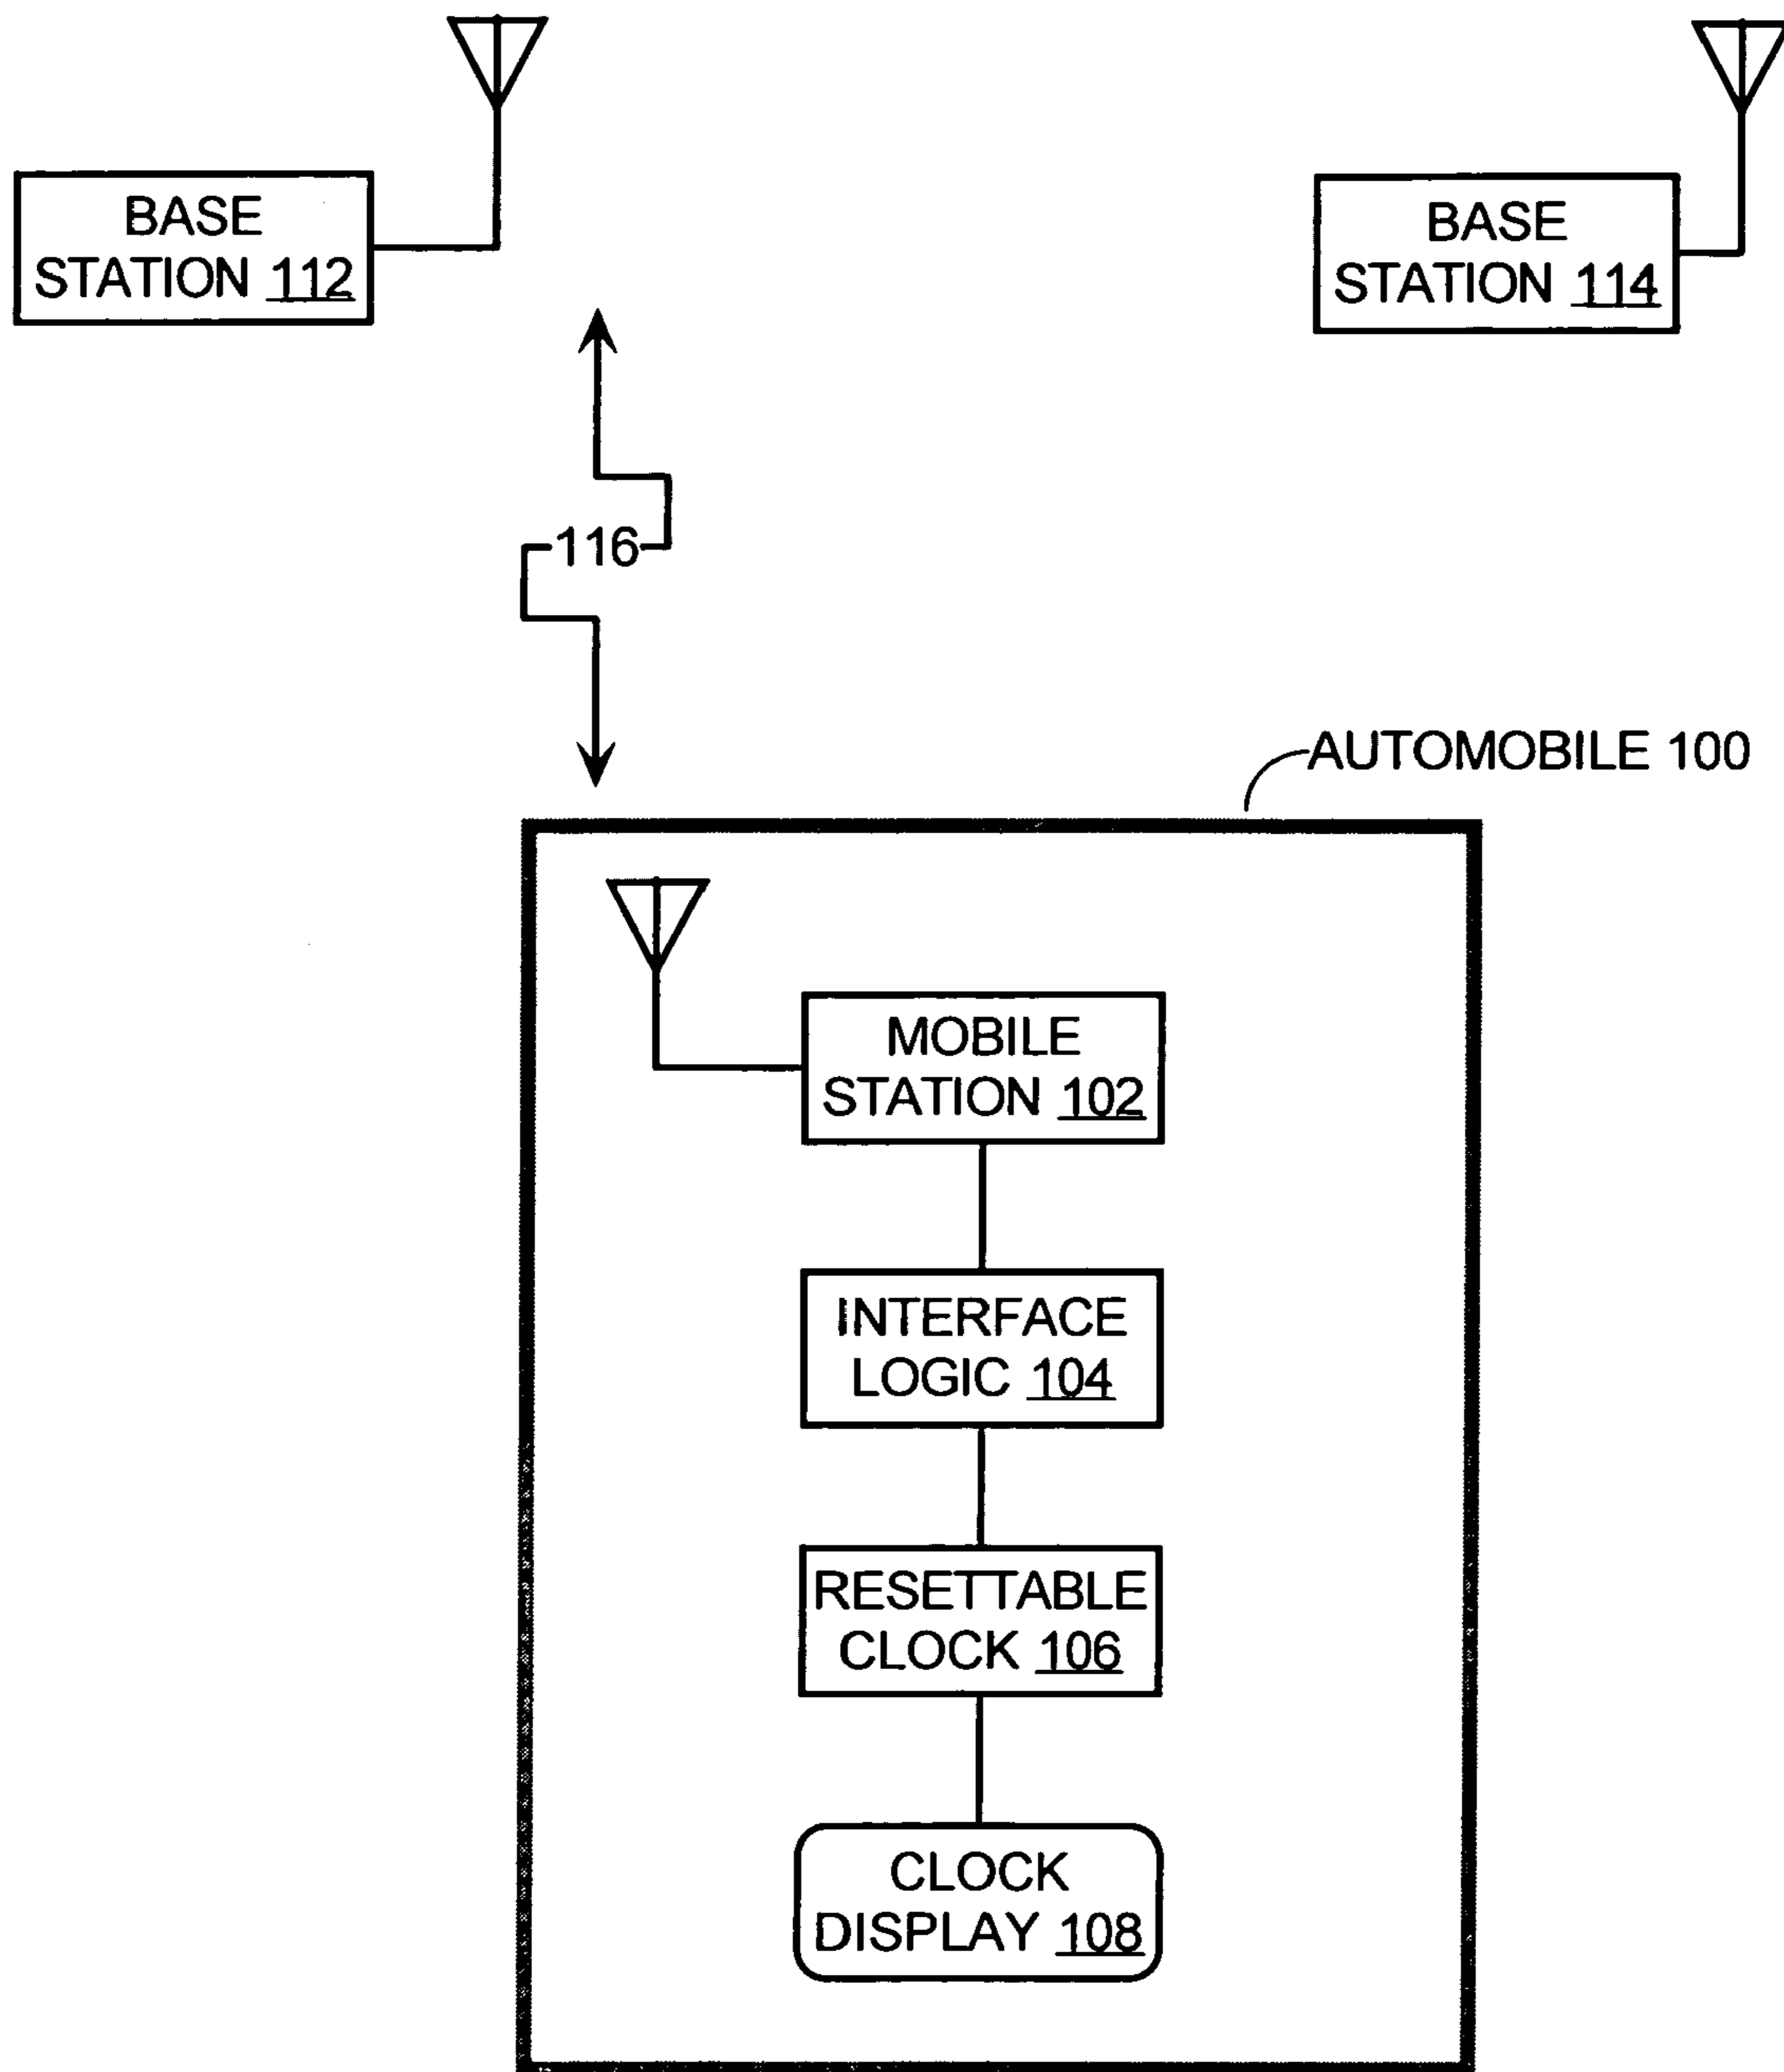 BASE
STATION 112
BASE
STATION 114
116
AUTOMOBILE 100
MOBILE
STATION 102
INTERFACE
LOGIC 104
RESETTABLE
CLOCK 106
CLOCK
DISPLAY 108